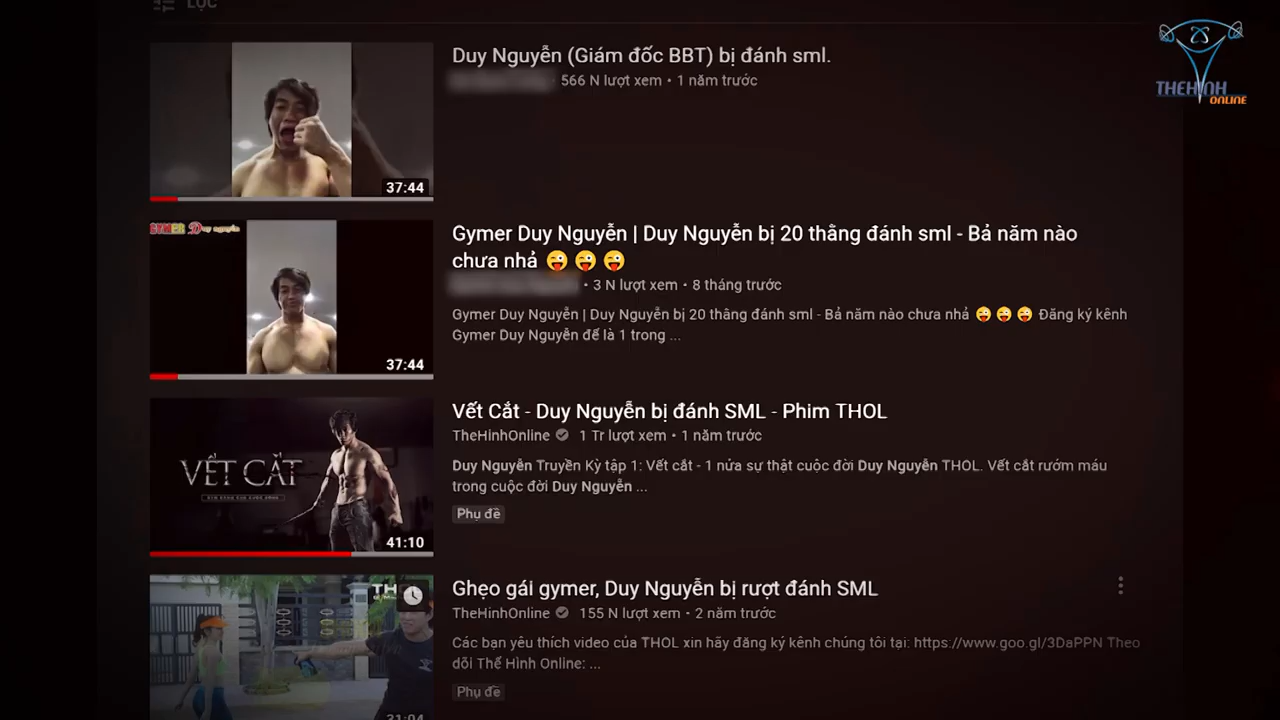 LỌC
THEHINH
ONLINE
Duy Nguyễn (Giám đốc BBT) bị đánh sml.
566 N lượt xem • 1 năm trước
37:44
GYMER Duy nguyễn
Gymer Duy Nguyễn | Duy Nguyễn bị 20 thằng đánh sml - Bả năm nào
chưa nhả 😜 😜 😜
• 3 N lượt xem • 8 tháng trước
Gymer Duy Nguyễn | Duy Nguyễn bị 20 thằng đánh sml - Bả năm nào chưa nhả 😜 😜 😜 Đăng ký kênh
Gymer Duy Nguyễn để là 1 trong ...
37:44
Vết Cắt - Duy Nguyễn bị đánh SML - Phim THOL
TheHinhOnline 1 Tr lượt xem • 1 năm trước
VẾT CẮT
Duy Nguyễn Truyền Kỳ tập 1: Vết cắt - 1 nửa sự thật cuộc đời Duy Nguyễn THOL. Vết cắt rướm máu
trong cuộc đời Duy Nguyễn ...
Phụ đề
41:10
Ghẹo gái gymer, Duy Nguyễn bị rượt đánh SML
TheHinhOnline 155 N lượt xem • 2 năm trước
Các bạn yêu thích video của THOL xin hãy đăng ký kênh chúng tôi tại: https://www.goo.gl/3DaPPN Theo
dõi Thể Hình Online: ...
Phụ đề
31:04